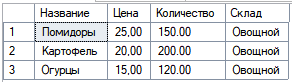 Название Цена Количество Склад
1 Помидоры 25,00 150.00 Овощной
2 Картофель 20,00 200.00 Овощной
3 Огурцы 15,00 120.00 Овощной